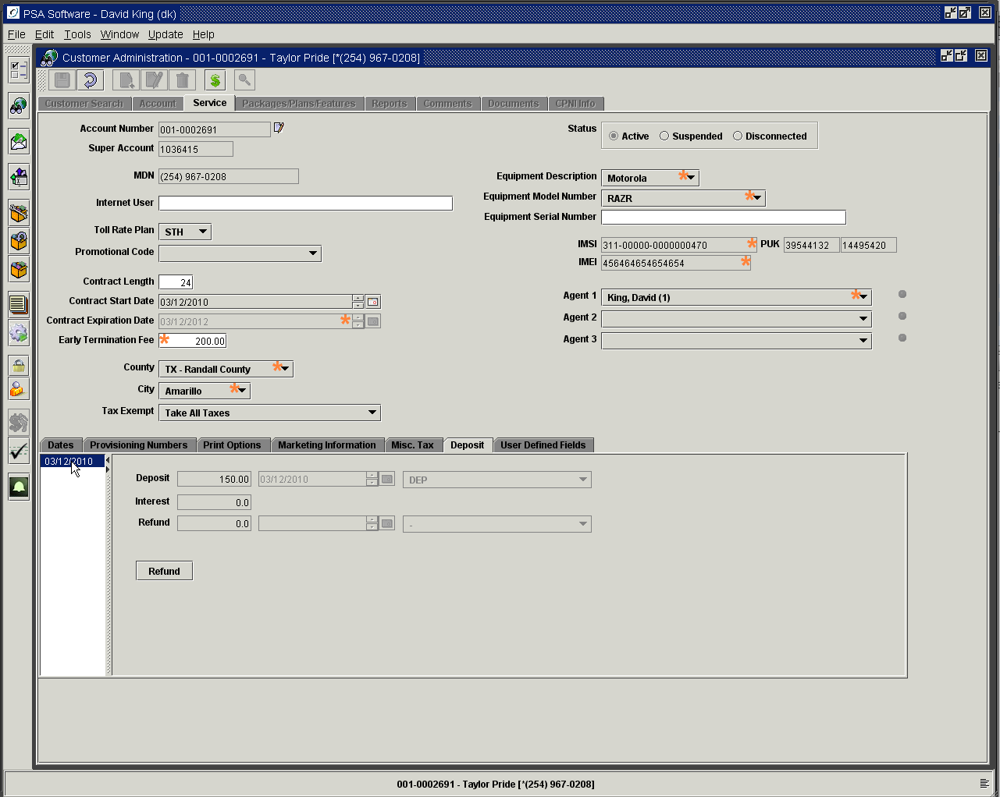 PSA Software - David King (dk)
File Edit Tools Window Update Help
Customer Administration - 001-0002691 - Taylor Pride [*(254) 967-0208]
Customer Search Account Service Packages/Plans/Features Reports Comments Documents CPNI Info
Account Number 001-0002691
Super Account 1036415
MDN (254) 967-0208
Internet User
Toll Rate Plan STH
Promotional Code
Contract Length 24
Contract Start Date 03/12/2010
Contract Expiration Date 03/12/2012 *
Early Termination Fee * 200.00
County TX - Randall County *
City Amarillo *
Tax Exempt Take All Taxes
Status Active Suspended Disconnected
Equipment Description Motorola *
Equipment Model Number RAZR *
Equipment Serial Number
IMSI 311-00000-0000000470 * PUK 39544132 14495420
IMEI 456464654654654 *
Agent 1 King, David (1) *
Agent 2
Agent 3
Dates Provisioning Numbers Print Options Marketing Information Misc. Tax Deposit User Defined Fields
03/12/2010
Deposit 150.00 03/12/2010 DEP
Interest 0.0
Refund 0.0 -
Refund
001-0002691 - Taylor Pride [*(254) 967-0208]